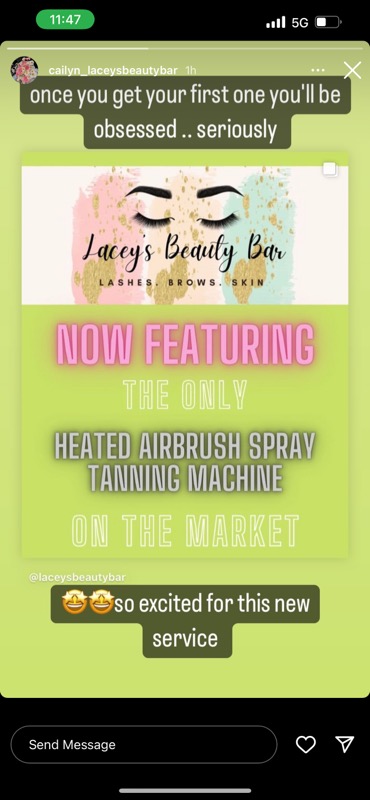 11:47
5G
cailyn_laceysbeautybar 1h
once you get your first one you'll be
obsessed .. seriously
Lacey's Beauty Bar
LASHES. BROWS. SKIN
NOW FEATURING
THE ONLY
HEATED AIRBRUSH SPRAY
TANNING MACHINE
ON THE MARKET
@laceysbeautybar
🤩🤩so excited for this new
service
Send Message